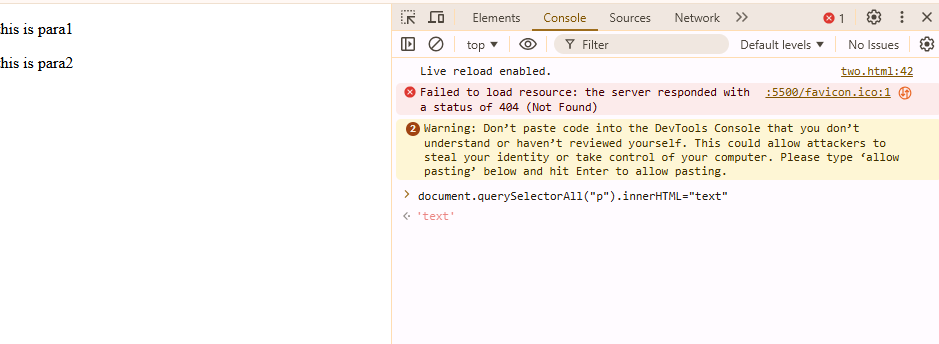 his is para1
his is para2
Elements Console Sources Network 1
top Filter Default levels No Issues
Live reload enabled. two.html:42
Failed to load resource: the server responded with :5500/favicon.ico:1
a status of 404 (Not Found)
2 Warning: Don’t paste code into the DevTools Console that you don’t
understand or haven’t reviewed yourself. This could allow attackers to
steal your identity or take control of your computer. Please type ‘allow
pasting’ below and hit Enter to allow pasting.
document.querySelectorAll("p").innerHTML="text"
'text'